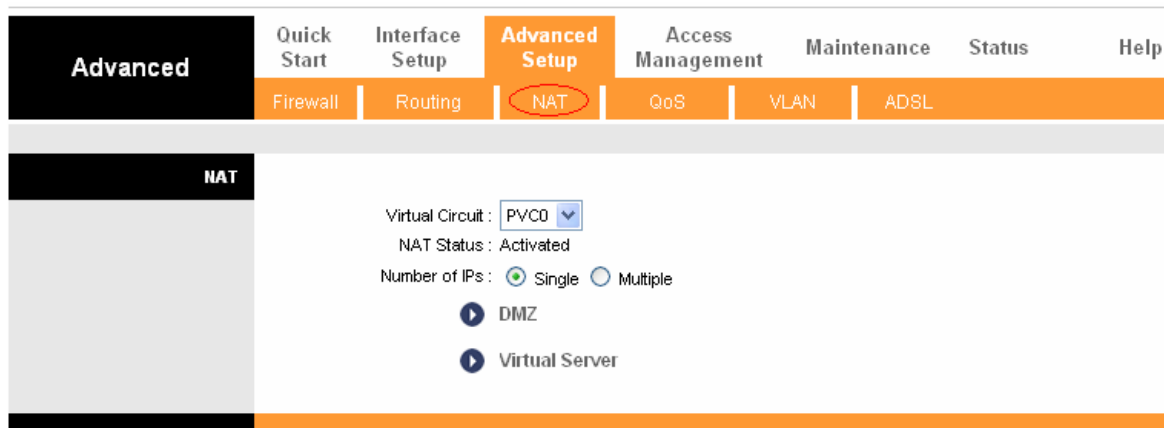 Advanced
Quick Start
Interface Setup
Advanced Setup
Access Management
Maintenance
Status
Help
Firewall
Routing
NAT
QoS
VLAN
ADSL
NAT
Virtual Circuit : PVC0
NAT Status : Activated
Number of IPs : Single Multiple
DMZ
Virtual Server